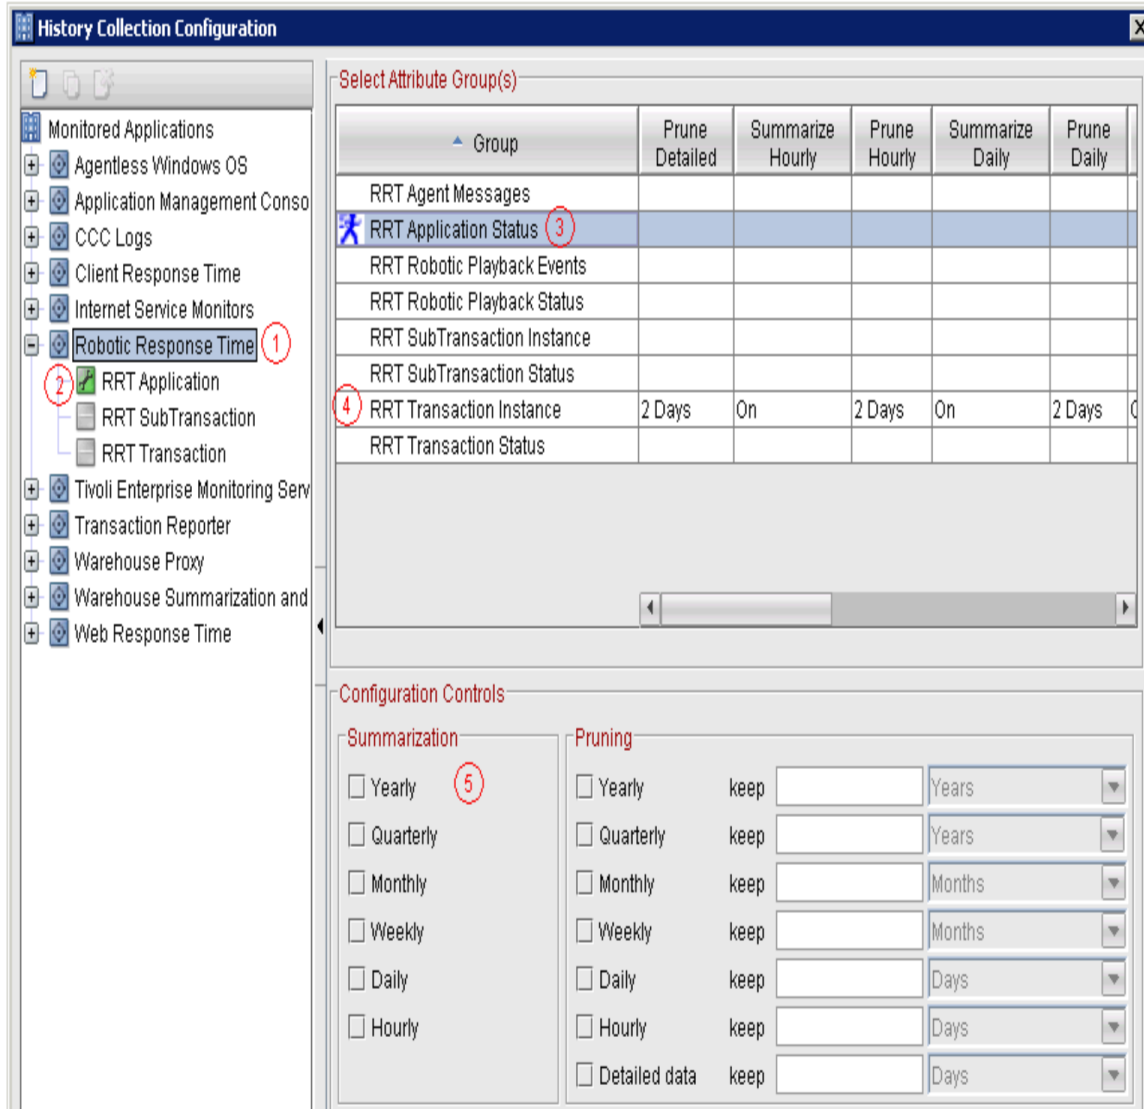 History Collection Configuration
Monitored Applications
Agentless Windows OS
Application Management Conso
CCC Logs
Client Response Time
Internet Service Monitors
Robotic Response Time 1
2 RRT Application
RRT SubTransaction
RRT Transaction
Tivoli Enterprise Monitoring Serv
Transaction Reporter
Warehouse Proxy
Warehouse Summarization and
Web Response Time
Select Attribute Group(s)
Group Prune Detailed Summarize Hourly Prune Hourly Summarize Daily Prune Daily
RRT Agent Messages
RRT Application Status 3
RRT Robotic Playback Events
RRT Robotic Playback Status
RRT SubTransaction Instance
RRT SubTransaction Status
4 RRT Transaction Instance 2 Days On 2 Days On 2 Days
RRT Transaction Status
Configuration Controls
Summarization
Yearly 5
Quarterly
Monthly
Weekly
Daily
Hourly
Pruning
Yearly keep Years
Quarterly keep Years
Monthly keep Months
Weekly keep Months
Daily keep Days
Hourly keep Days
Detailed data keep Days